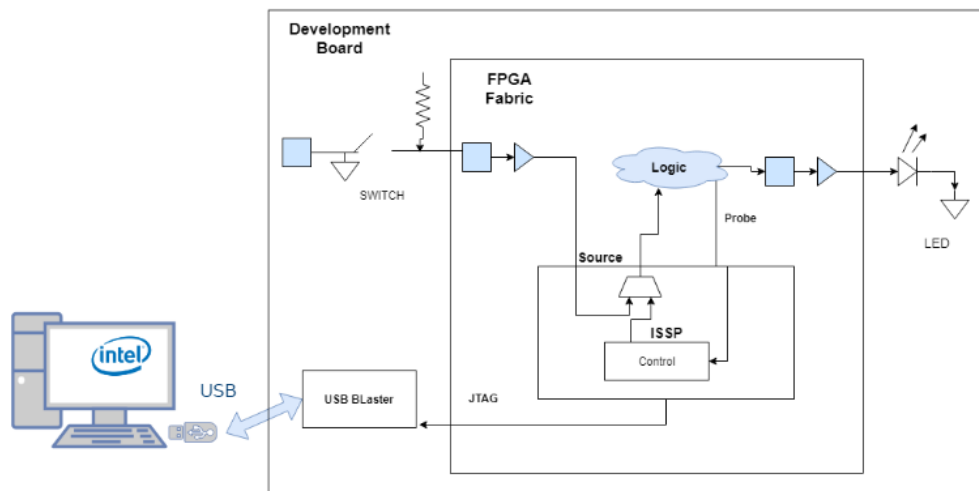 Development
Board
FPGA
Fabric
SWITCH
Logic
Probe
LED
Source
ISSP
Control
intel
USB
USB BLaster
JTAG